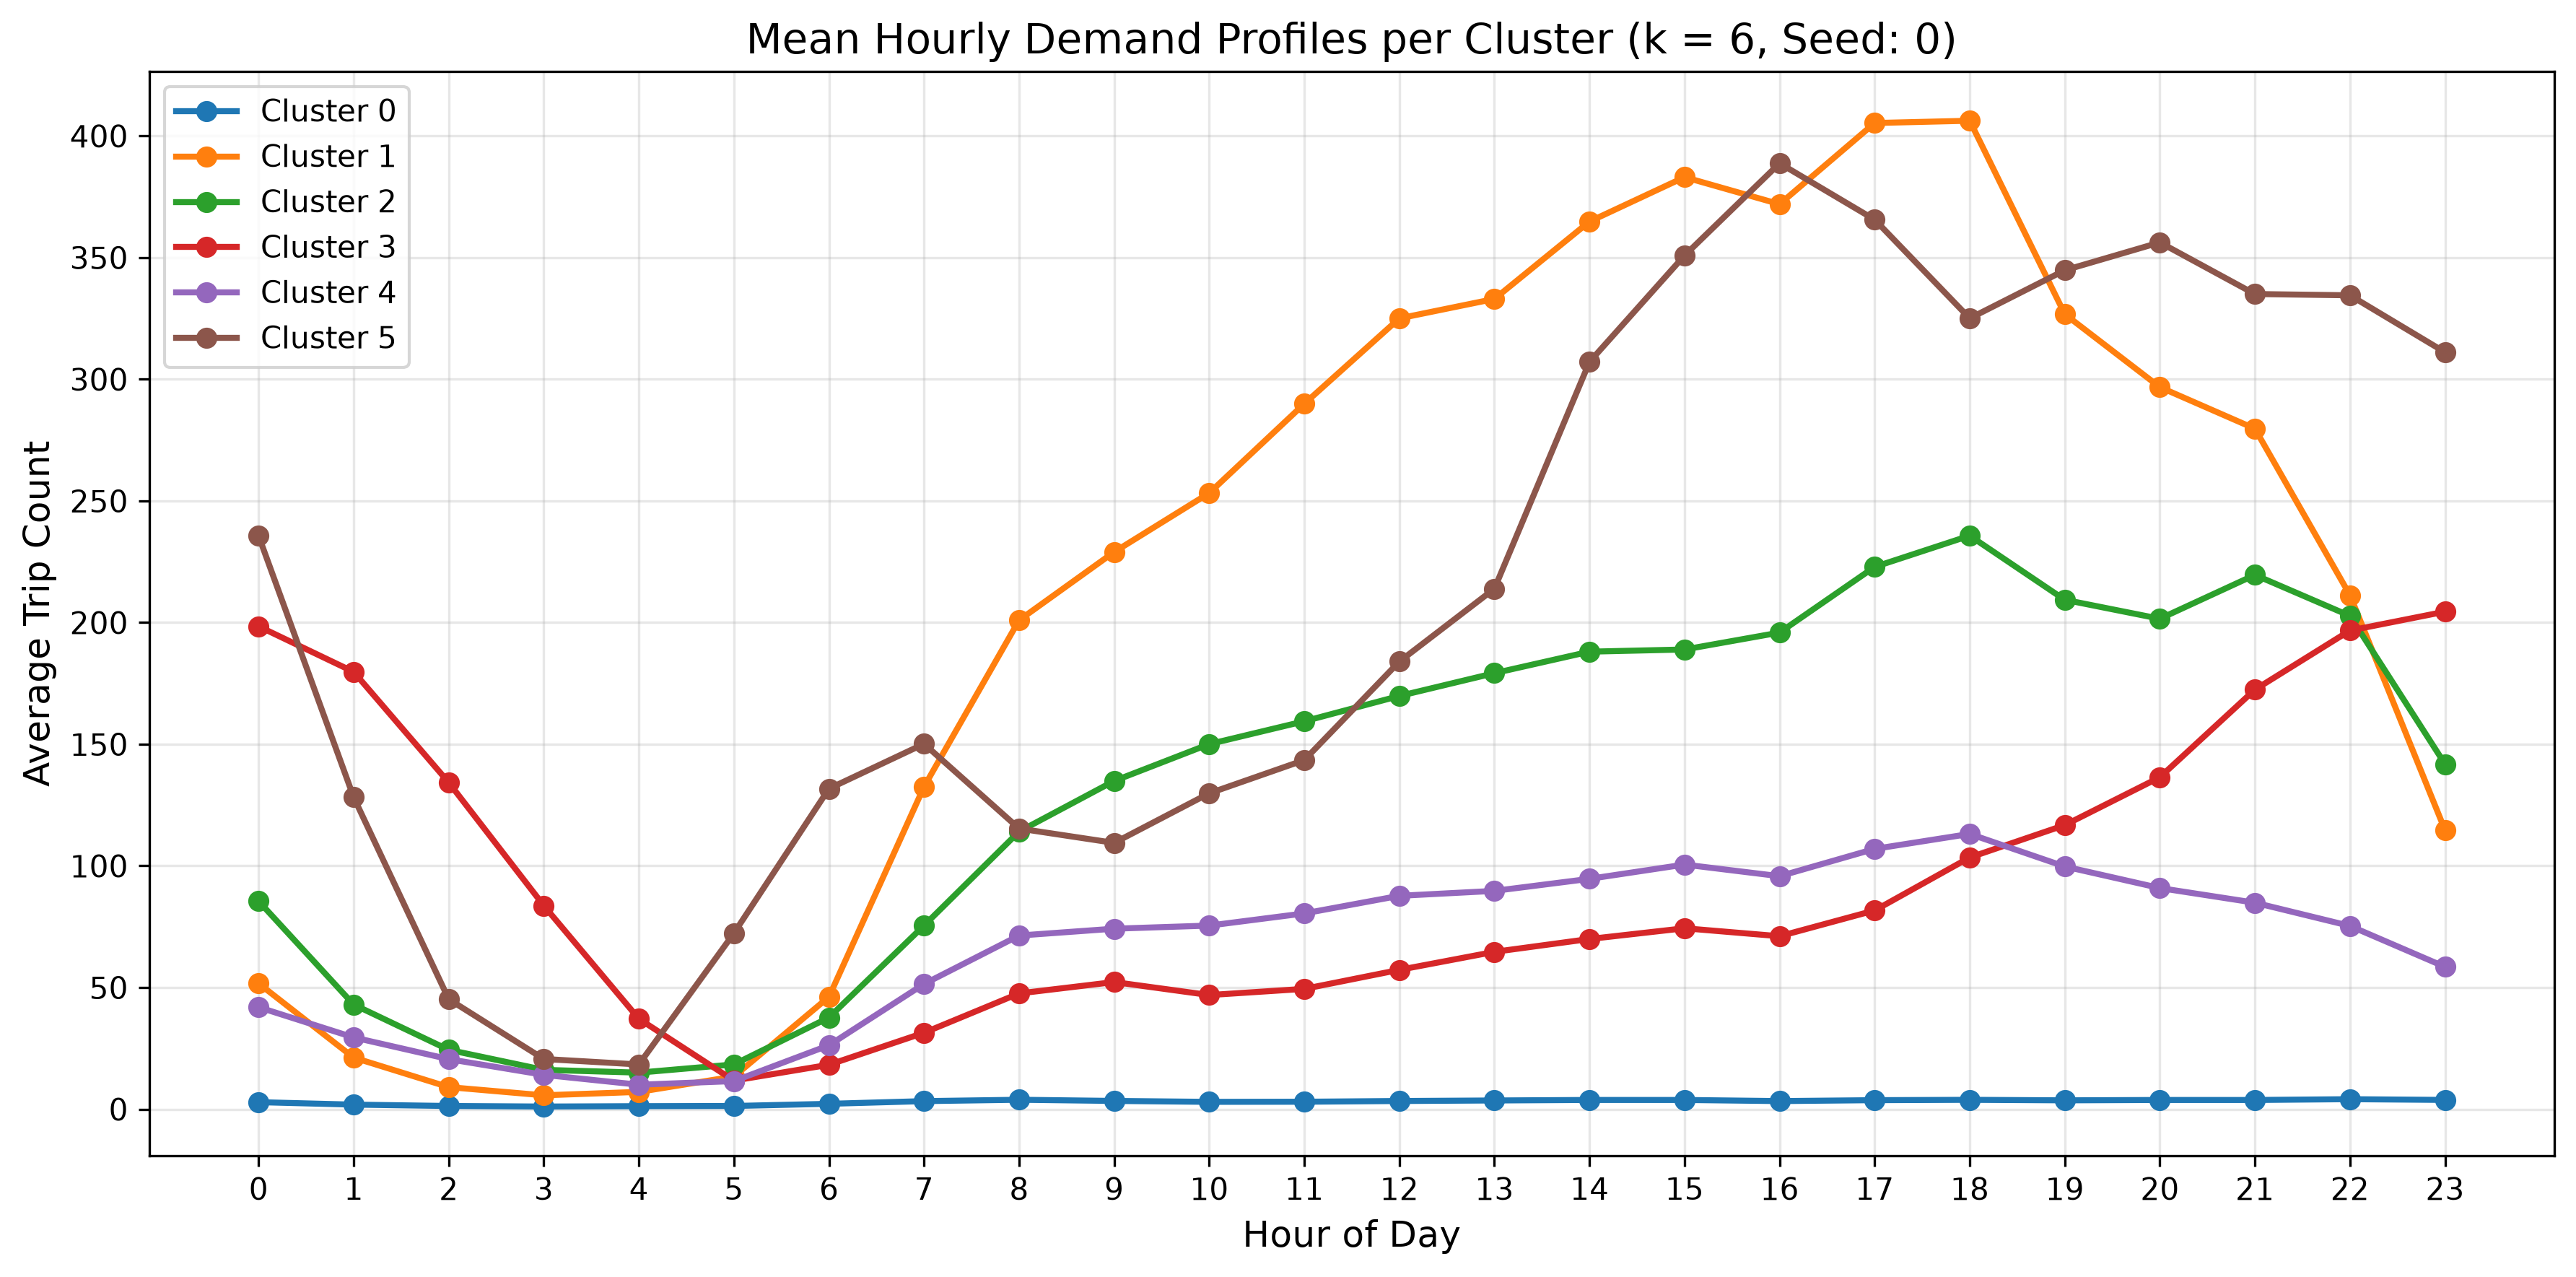 Mean Hourly Demand Profiles per Cluster (k = 6, Seed: 0)
Cluster 0
Cluster 1
Cluster 2
Cluster 3
Cluster 4
Cluster 5
Average Trip Count
400
350
300
250
200
150
100
50
0
0 1 2 3 4 5 6 7 8 9 10 11 12 13 14 15 16 17 18 19 20 21 22 23
Hour of Day